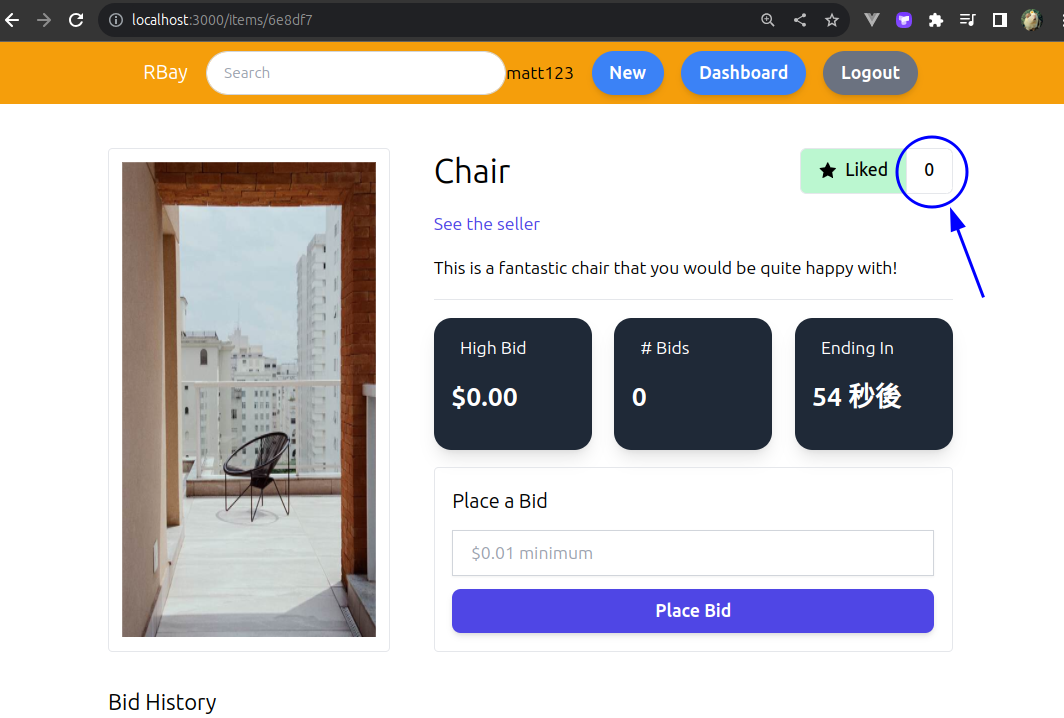 localhost:3000/items/6e8df7
RBay
Search
matt123
New
Dashboard
Logout
Chair
Liked
0
See the seller
This is a fantastic chair that you would be quite happy with!
High Bid
$0.00
# Bids
0
Ending In
54 秒後
Place a Bid
$0.01 minimum
Place Bid
Bid History